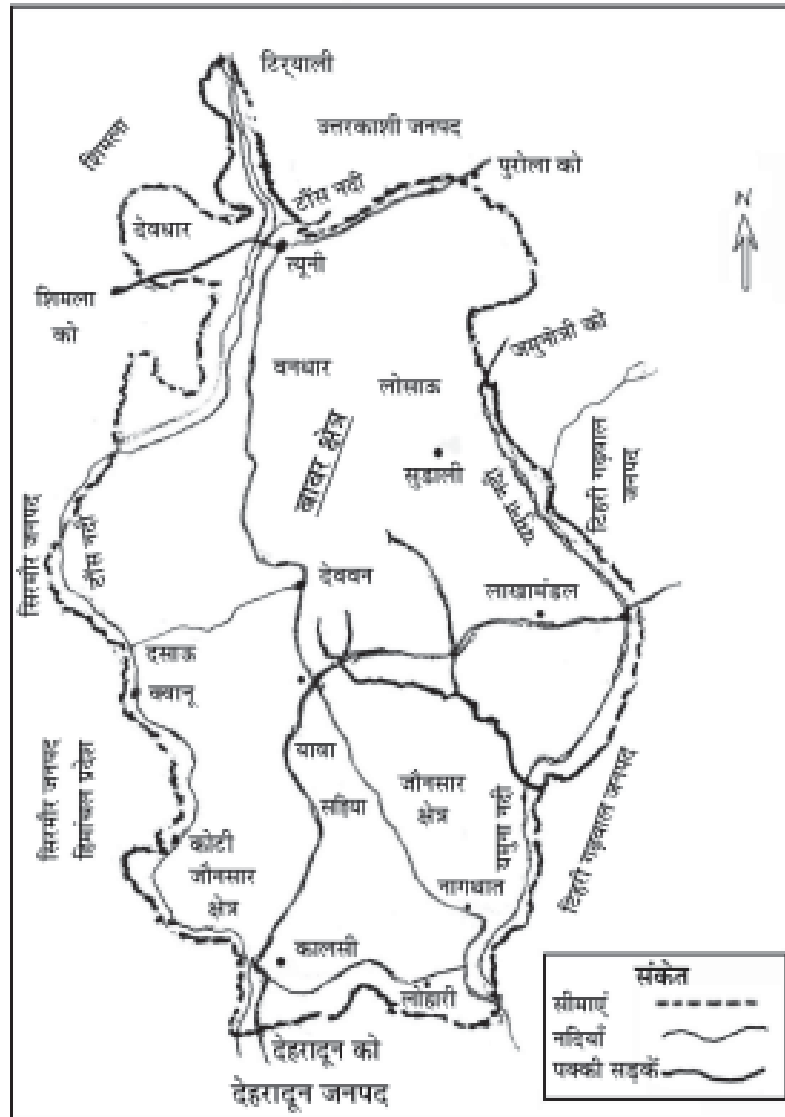 टिर्याली
उत्तरकाशी जनपद
शिमला
पुरोला को
टौंस नदी
N
देवधार
त्यूनी
शिमला
को
जमुनोत्री को
बनधार
लोसाऊ
बावर क्षेत्र
सुडाली
यमुना नदी
टिहरी गढ़वाल
जनपद
सिरमौर जनपद
टौंस नदी
देववन
लाखामंडल
दसाऊ
क्वानू
सिरमौर जनपद
हिमांचल प्रदेश
जौनसार
क्षेत्र
सहिया
यमुना नदी
टिहरी गढ़वाल जनपद
कोटी
जौनसार
क्षेत्र
नागथात
कालसी
लोहारी
देहरादून को
देहरादून जनपद
संकेत
सीमाएं
नदियाँ
पक्की सड़कें